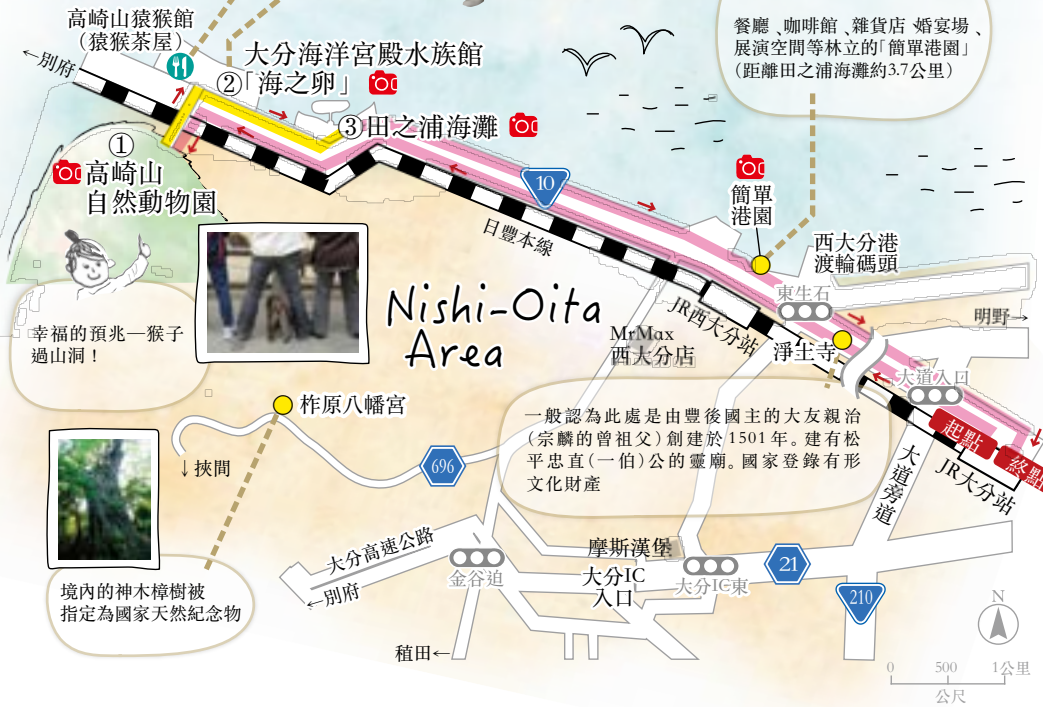 高崎山猿猴館
(猿猴茶屋)
←別府
大分海洋宮殿水族館
②「海之卵」
③田之浦海灘
①
高崎山
自然動物園
餐廳、咖啡館、雜貨店 婚宴場、
展演空間等林立的「簡單港園」
(距離田之浦海灘約3.7公里)
10
簡單
港園
日豐本線
西大分港
渡輪碼頭
東生石
明野→
幸福的預兆—猴子
過山洞！
Nishi-Oita
Area
JR西大分站
MrMax
西大分店
淨土寺
大道入口
柞原八幡宮
一般認為此處是由豐後國主的大友親治
(宗麟的曾祖父)創建於1501年。建有松
平忠直(一伯)公的靈廟。國家登錄有形
文化財產
起點
終點
JR大分站
大道旁道
↓挾間
696
大分高速公路
←別府
金谷迫
摩斯漢堡
大分IC
入口
大分IC東
21
210
境內的神木樟樹被
指定為國家天然紀念物
稙田←
N
0 500 1公里
公尺